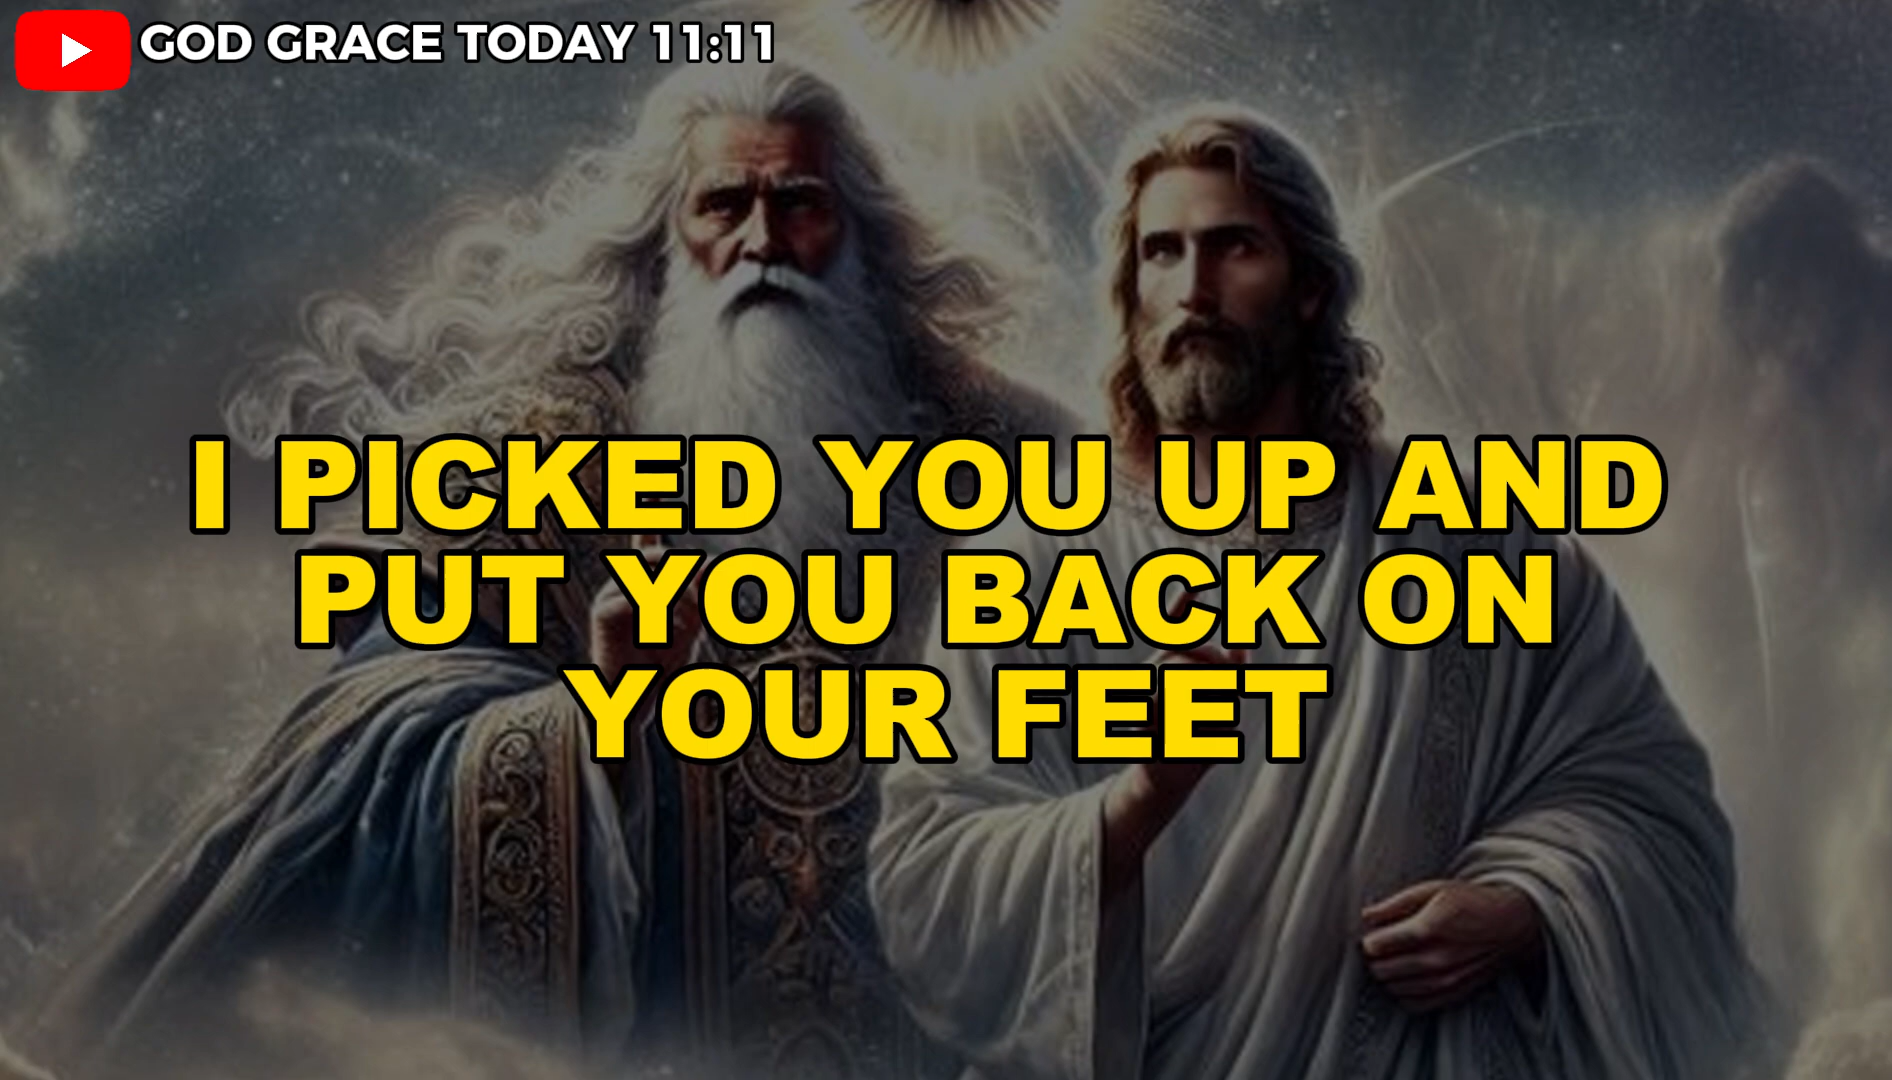 GOD GRACE TODAY 11:11
I PICKED YOU UP AND
PUT YOU BACK ON
YOUR FEET